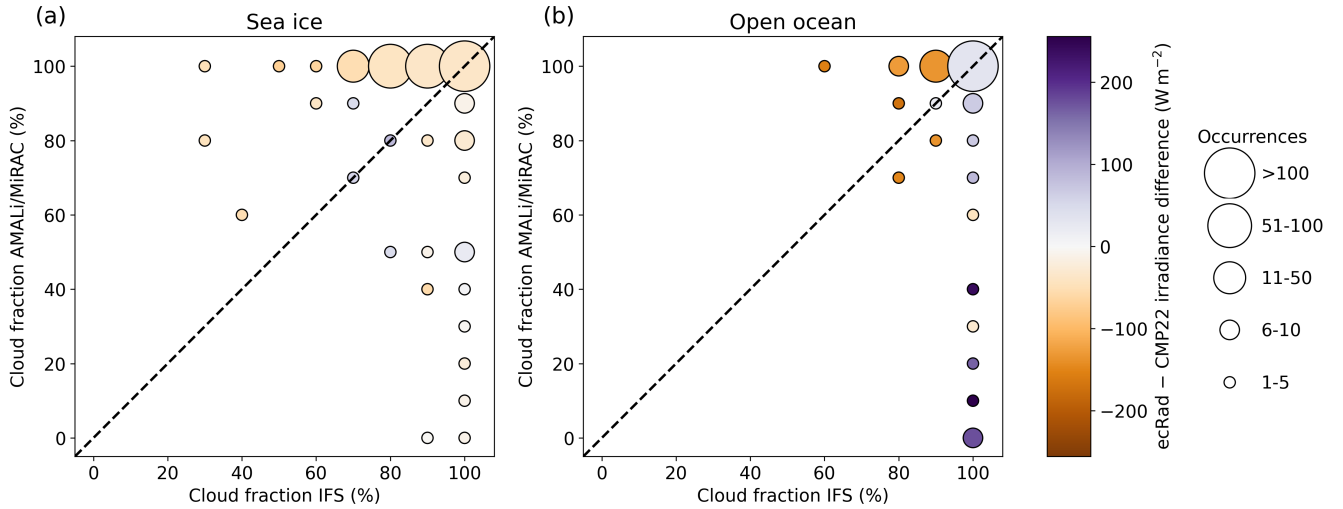 (a)
Sea ice
(b)
Open ocean
Cloud fraction AMALi/MiRAC (%)
100
80
60
40
20
0
0 20 40 60 80 100
Cloud fraction IFS (%)
Cloud fraction AMALi/MiRAC (%)
100
80
60
40
20
0
0 20 40 60 80 100
Cloud fraction IFS (%)
200
100
0
−100
−200
ecRad − CMP22 irradiance difference (W m⁻²)
Occurrences
>100
51-100
11-50
6-10
1-5